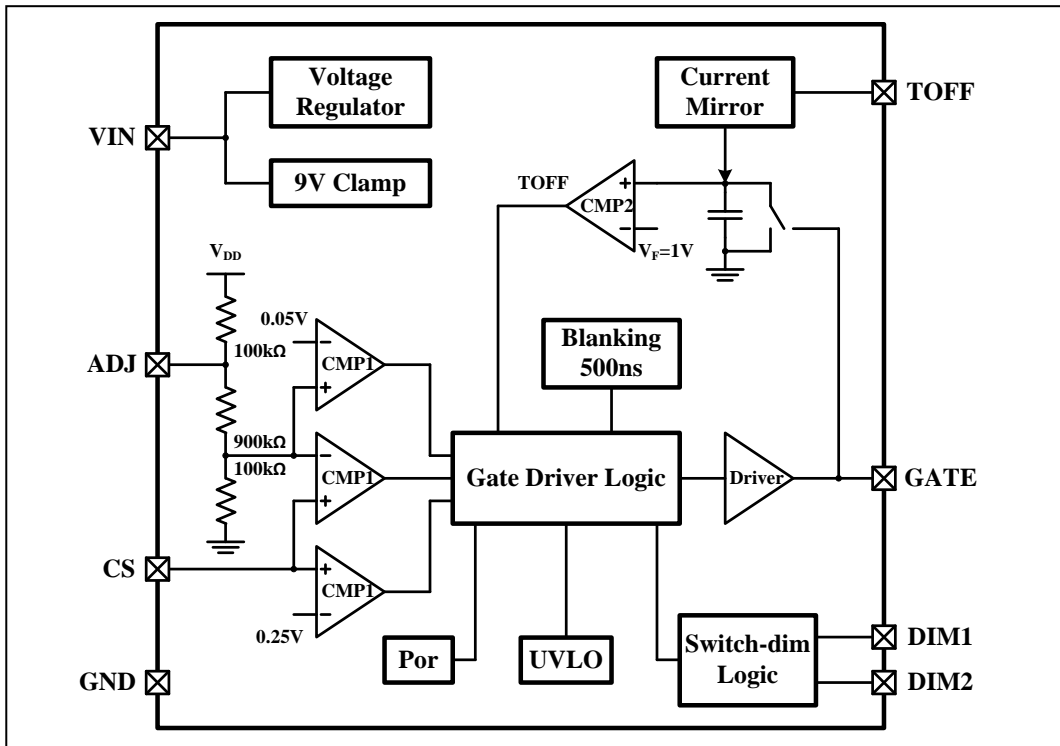 Voltage
Regulator
Current
Mirror
TOFF
VIN
9V Clamp
TOFF
+
CMP2
−
V_F=1V
V_DD
0.05V
−
100kΩ
CMP1
+
ADJ
Blanking
500ns
900kΩ
100kΩ
−
CMP1
+
Gate Driver Logic
Driver
GATE
CS
+
CMP1
−
0.25V
Por
UVLO
Switch-dim
Logic
DIM1
DIM2
GND